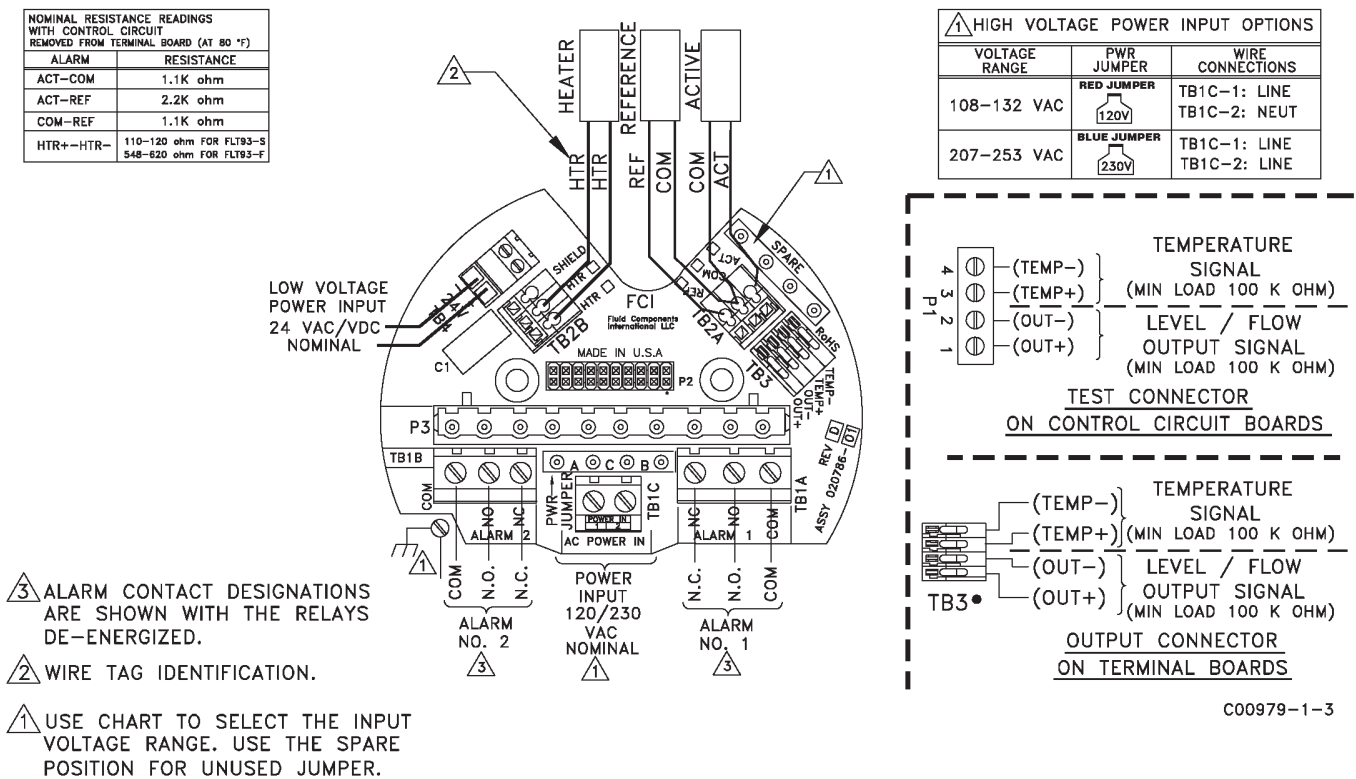 NOMINAL RESISTANCE READINGS
WITH CONTROL CIRCUIT
REMOVED FROM TERMINAL BOARD (AT 80 °F)
ALARM RESISTANCE
ACT-COM 1.1K ohm
ACT-REF 2.2K ohm
COM-REF 1.1K ohm
HTR+-HTR- 110-120 ohm FOR FLT93-S
548-620 ohm FOR FLT93-F
2
HEATER
REFERENCE
ACTIVE
HTR
HTR
REF
COM
COM
ACT
1
1 HIGH VOLTAGE POWER INPUT OPTIONS
VOLTAGE RANGE
PWR JUMPER
WIRE CONNECTIONS
108-132 VAC
RED JUMPER
120V
TB1C-1: LINE
TB1C-2: NEUT
207-253 VAC
BLUE JUMPER
230V
TB1C-1: LINE
TB1C-2: LINE
LOW VOLTAGE
POWER INPUT
24 VAC/VDC
NOMINAL
24V
C1
SHIELD
HTR
HTR
TB2B
FCI
Fluid Components
International LLC
MADE IN U.S.A
P2
ACT
COM
REF
TB2A
SPARE
RoHS
TB3
TEMP-
TEMP+
OUT-
OUT+
P3
TB1B
COM
NO
NC
ALARM 2
A C B
PWR
JUMPER
POWER IN
1 2
TB1C
AC POWER IN
NC
NO
COM
ALARM 1
TB1A
REV D
ASSY 020786-01
1
COM
N.O.
N.C.
ALARM
NO. 2
3
POWER
INPUT
120/230
VAC
NOMINAL
1
N.C.
N.O.
COM
ALARM
NO. 1
3
3 ALARM CONTACT DESIGNATIONS
ARE SHOWN WITH THE RELAYS
DE-ENERGIZED.
2 WIRE TAG IDENTIFICATION.
1 USE CHART TO SELECT THE INPUT
VOLTAGE RANGE. USE THE SPARE
POSITION FOR UNUSED JUMPER.
P1
4 (TEMP-)
3 (TEMP+)
2 (OUT-)
1 (OUT+)
TEMPERATURE
SIGNAL
(MIN LOAD 100 K OHM)
LEVEL / FLOW
OUTPUT SIGNAL
(MIN LOAD 100 K OHM)
TEST CONNECTOR
ON CONTROL CIRCUIT BOARDS
TB3•
(TEMP-)
(TEMP+)
(OUT-)
(OUT+)
TEMPERATURE
SIGNAL
(MIN LOAD 100 K OHM)
LEVEL / FLOW
OUTPUT SIGNAL
(MIN LOAD 100 K OHM)
OUTPUT CONNECTOR
ON TERMINAL BOARDS
C00979-1-3